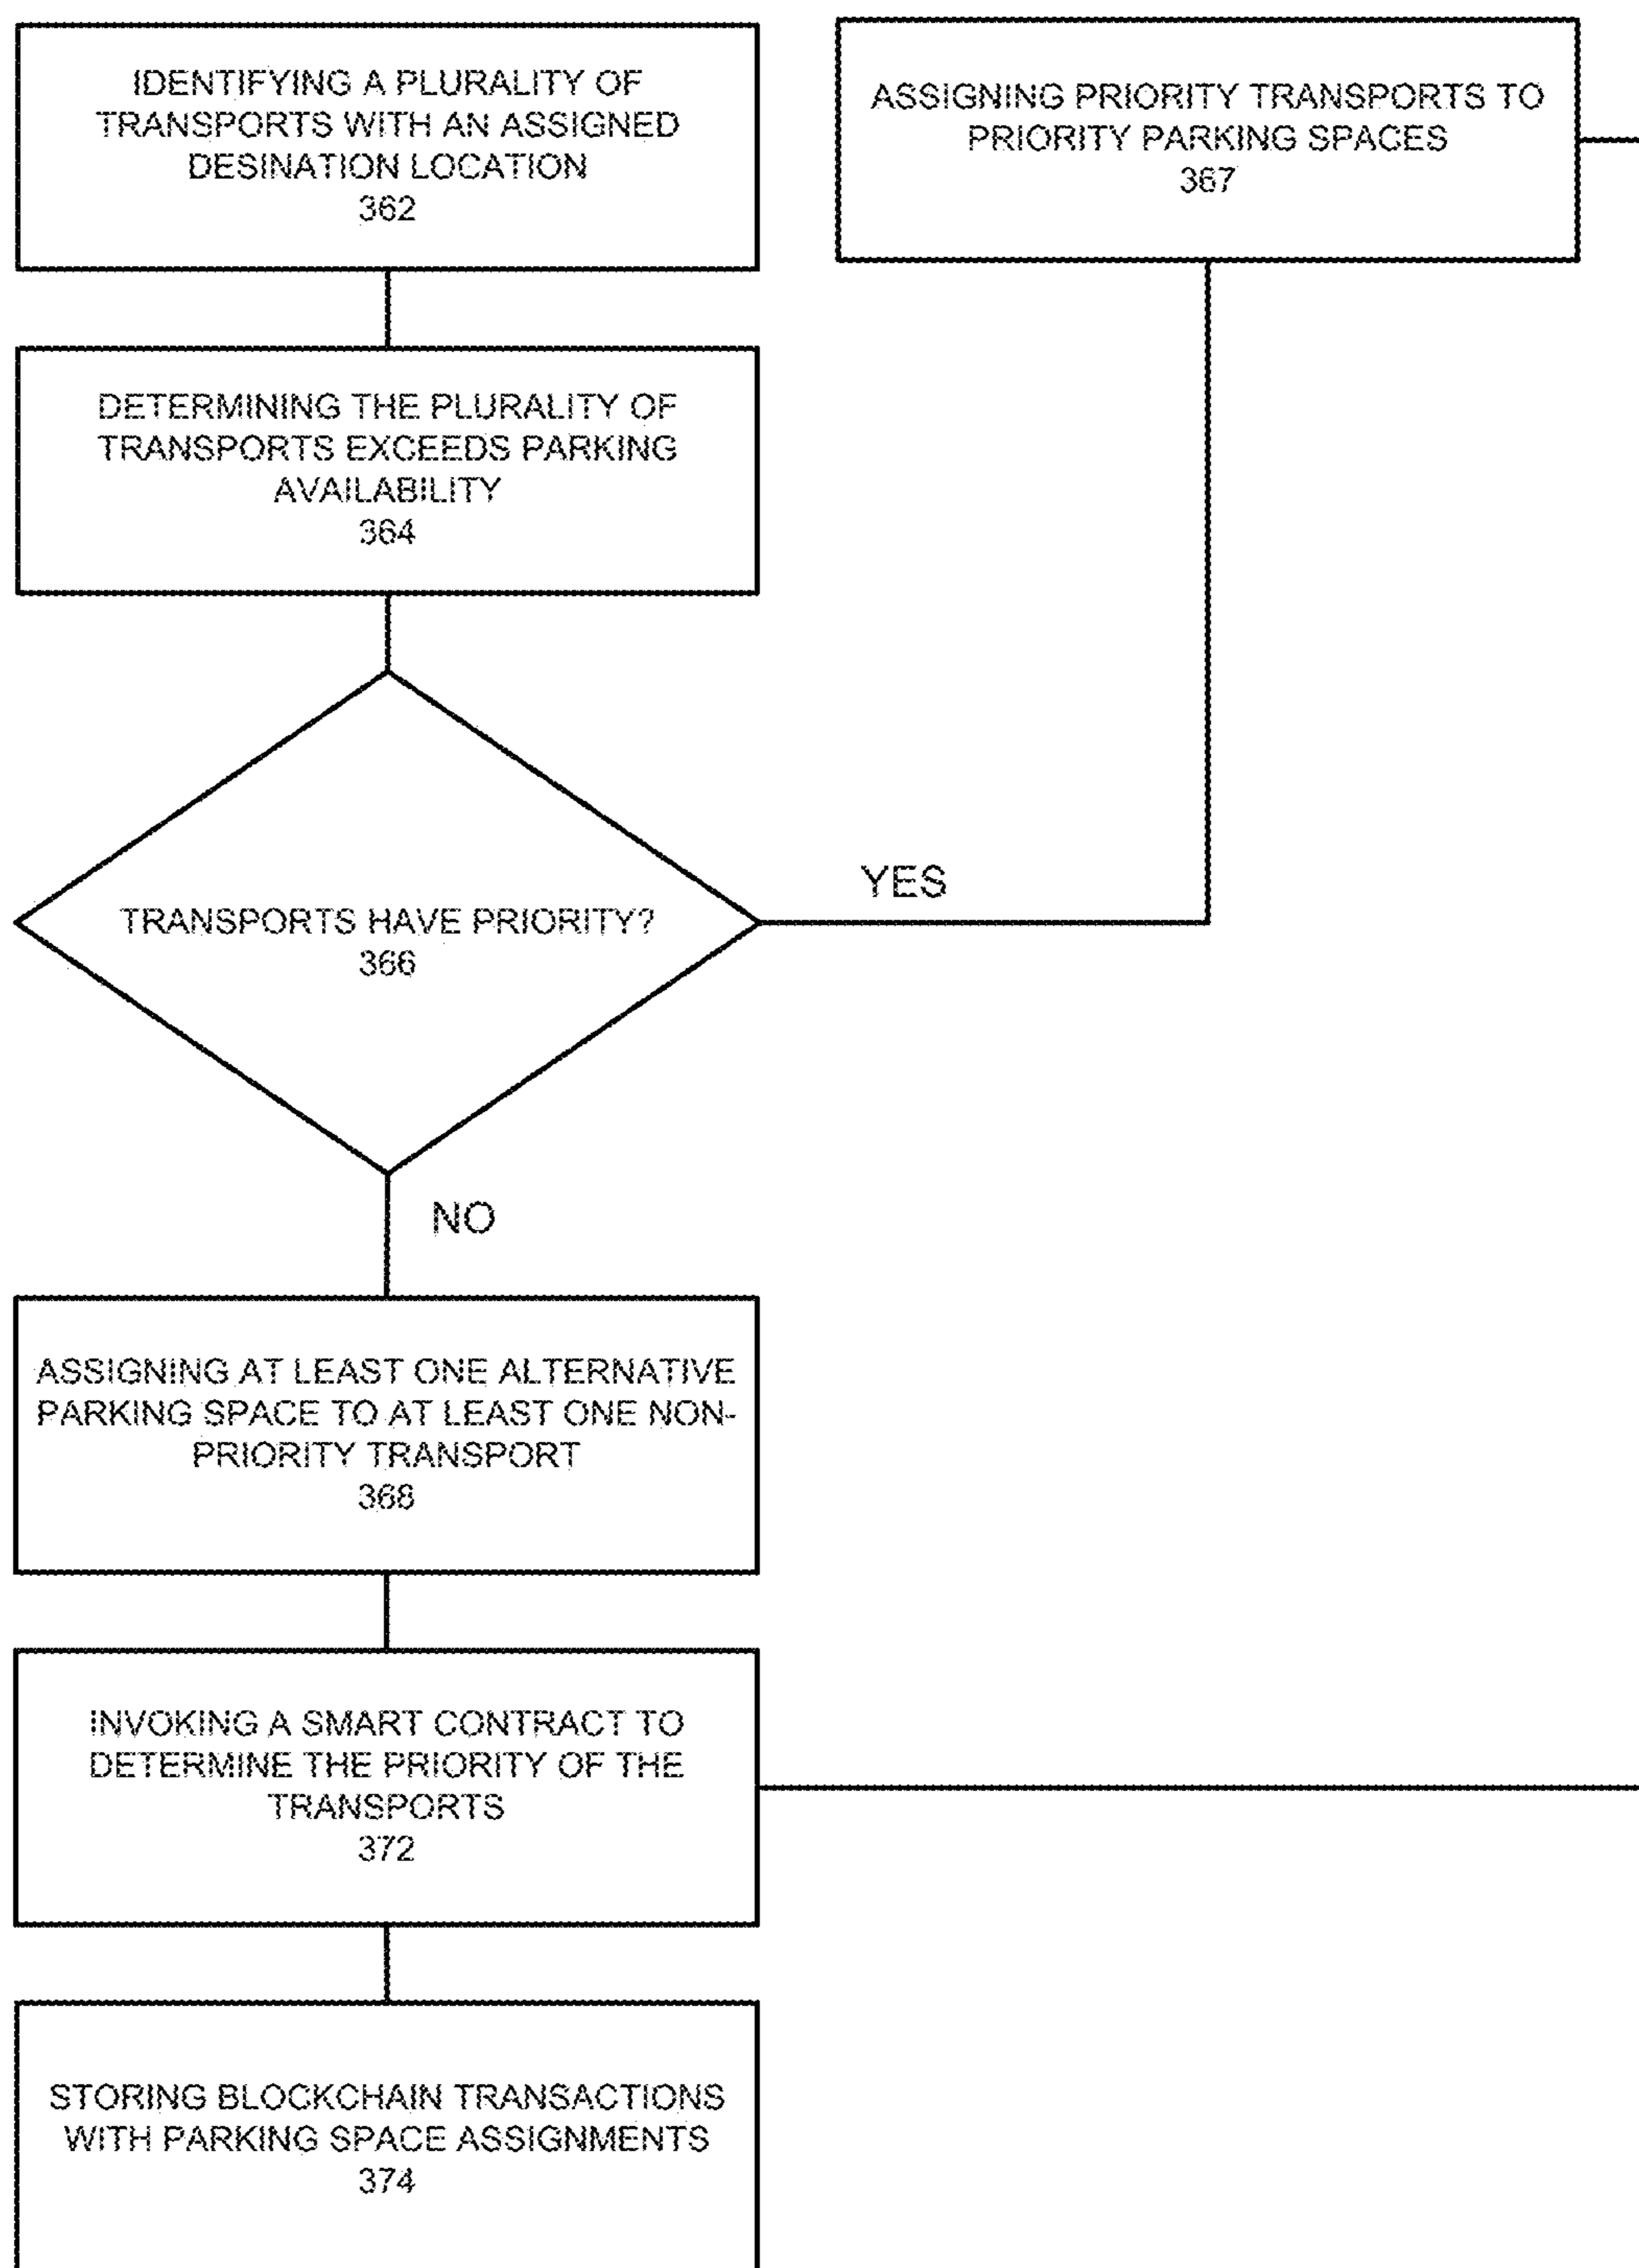 IDENTIFYING A PLURALITY OF
TRANSPORTS WITH AN ASSIGNED
DESINATION LOCATION
362
ASSIGNING PRIORITY TRANSPORTS TO
PRIORITY PARKING SPACES
367
DETERMINING THE PLURALITY OF
TRANSPORTS EXCEEDS PARKING
AVAILABILITY
364
TRANSPORTS HAVE PRIORITY?
366
YES
NO
ASSIGNING AT LEAST ONE ALTERNATIVE
PARKING SPACE TO AT LEAST ONE NON-
PRIORITY TRANSPORT
368
INVOKING A SMART CONTRACT TO
DETERMINE THE PRIORITY OF THE
TRANSPORTS
372
STORING BLOCKCHAIN TRANSACTIONS
WITH PARKING SPACE ASSIGNMENTS
374